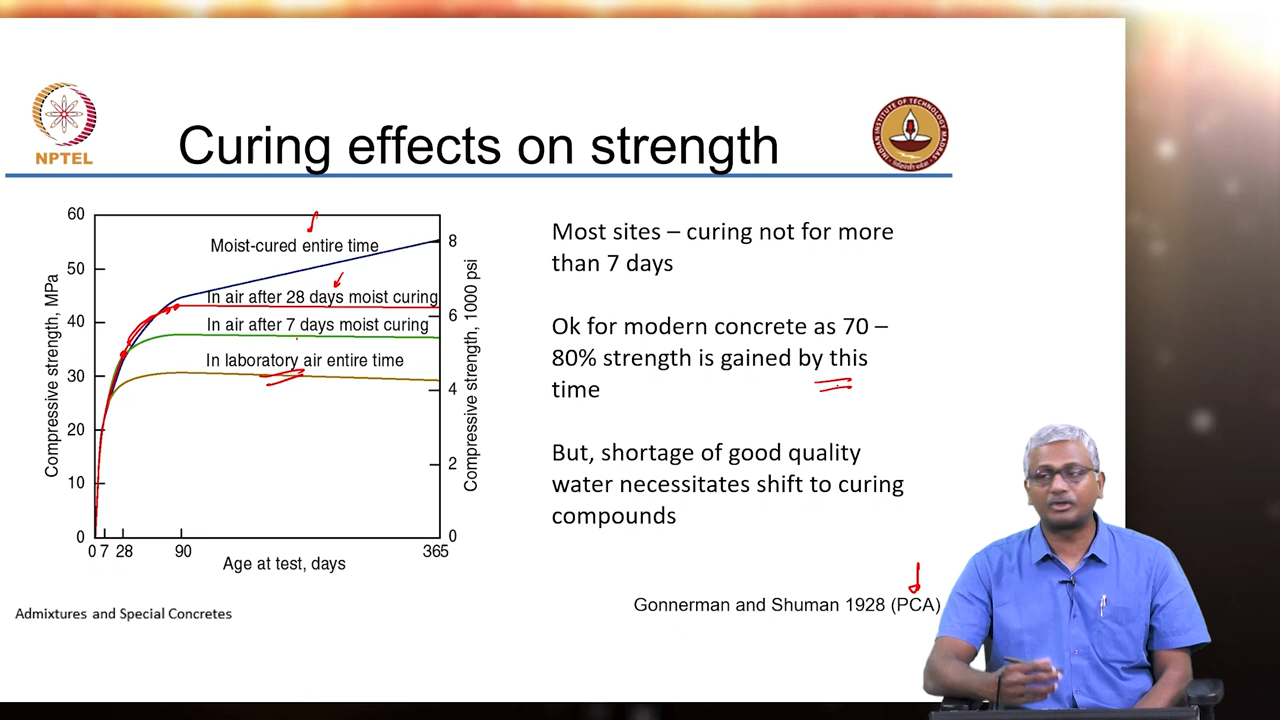 NPTEL
INDIAN INSTITUTE OF TECHNOLOGY MADRAS
Curing effects on strength
60
50
40
30
20
10
0
Compressive strength, MPa
Moist-cured entire time
In air after 28 days moist curing
In air after 7 days moist curing
In laboratory air entire time
8
6
4
2
0
Compressive strength, 1000 psi
0 7 28 90 365
Age at test, days
Most sites – curing not for more
than 7 days
Ok for modern concrete as 70 –
80% strength is gained by this
time
But, shortage of good quality
water necessitates shift to curing
compounds
Gonnerman and Shuman 1928 (PCA)
Admixtures and Special Concretes